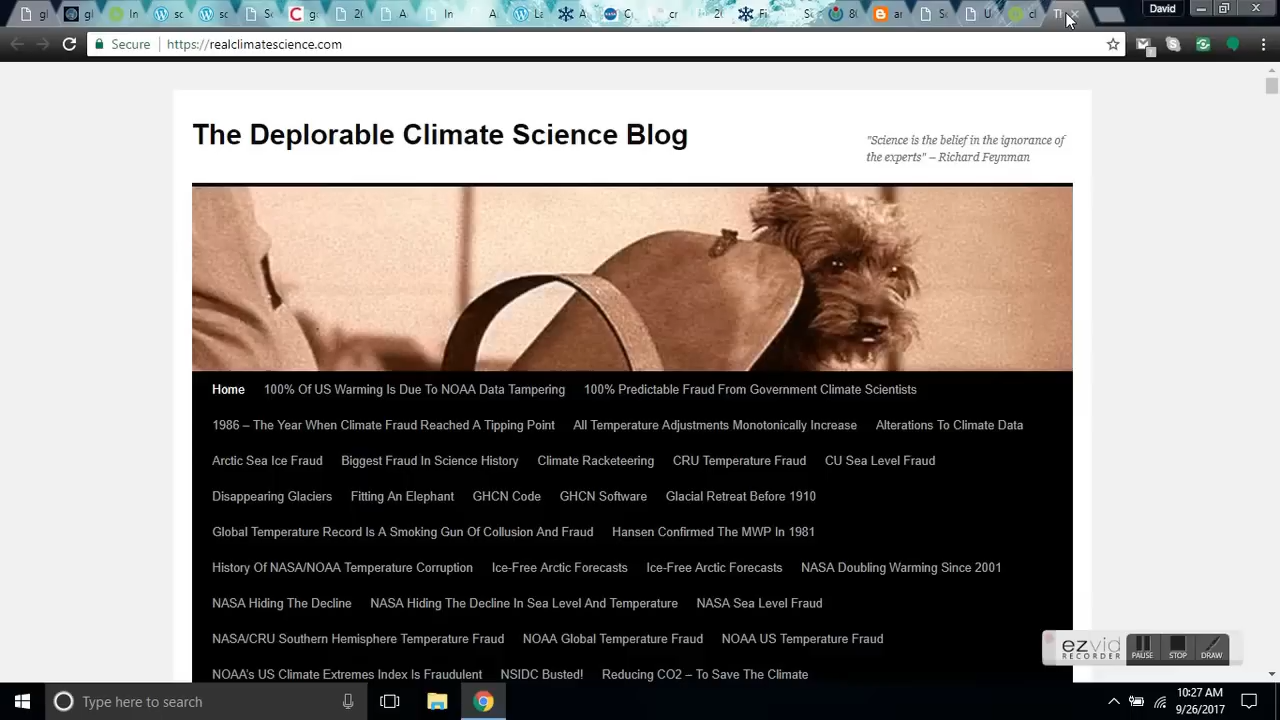 David
Secure https://realclimatescience.com
The Deplorable Climate Science Blog
"Science is the belief in the ignorance of
the experts" – Richard Feynman
Home 100% Of US Warming Is Due To NOAA Data Tampering 100% Predictable Fraud From Government Climate Scientists
1986 – The Year When Climate Fraud Reached A Tipping Point All Temperature Adjustments Monotonically Increase Alterations To Climate Data
Arctic Sea Ice Fraud Biggest Fraud In Science History Climate Racketeering CRU Temperature Fraud CU Sea Level Fraud
Disappearing Glaciers Fitting An Elephant GHCN Code GHCN Software Glacial Retreat Before 1910
Global Temperature Record Is A Smoking Gun Of Collusion And Fraud Hansen Confirmed The MWP In 1981
History Of NASA/NOAA Temperature Corruption Ice-Free Arctic Forecasts Ice-Free Arctic Forecasts NASA Doubling Warming Since 2001
NASA Hiding The Decline NASA Hiding The Decline In Sea Level And Temperature NASA Sea Level Fraud
NASA/CRU Southern Hemisphere Temperature Fraud NOAA Global Temperature Fraud NOAA US Temperature Fraud
NOAA's US Climate Extremes Index Is Fraudulent NSIDC Busted! Reducing CO2 – To Save The Climate
ezvid
RECORDER PAUSE STOP DRAW
Type here to search
10:27 AM
9/26/2017